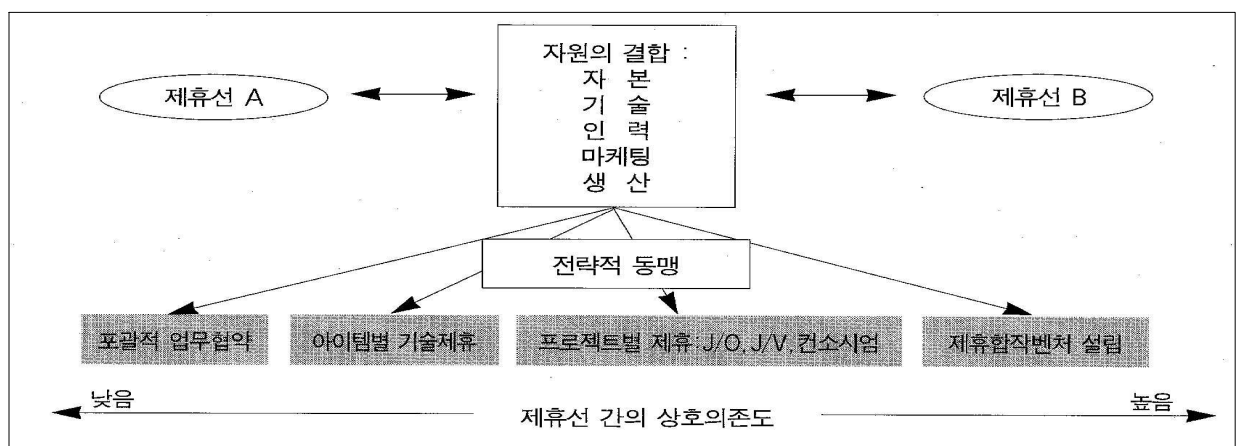 자원의 결합 :
자 본
기 술
인 력
마케팅
생 산
제휴선 A
제휴선 B
전략적 동맹
포괄적 업무협약
아이템별 기술제휴
프로젝트별 제휴:J/O, J/V, 컨소시엄
제휴합작벤처 설립
낮음
제휴선 간의 상호의존도
높음